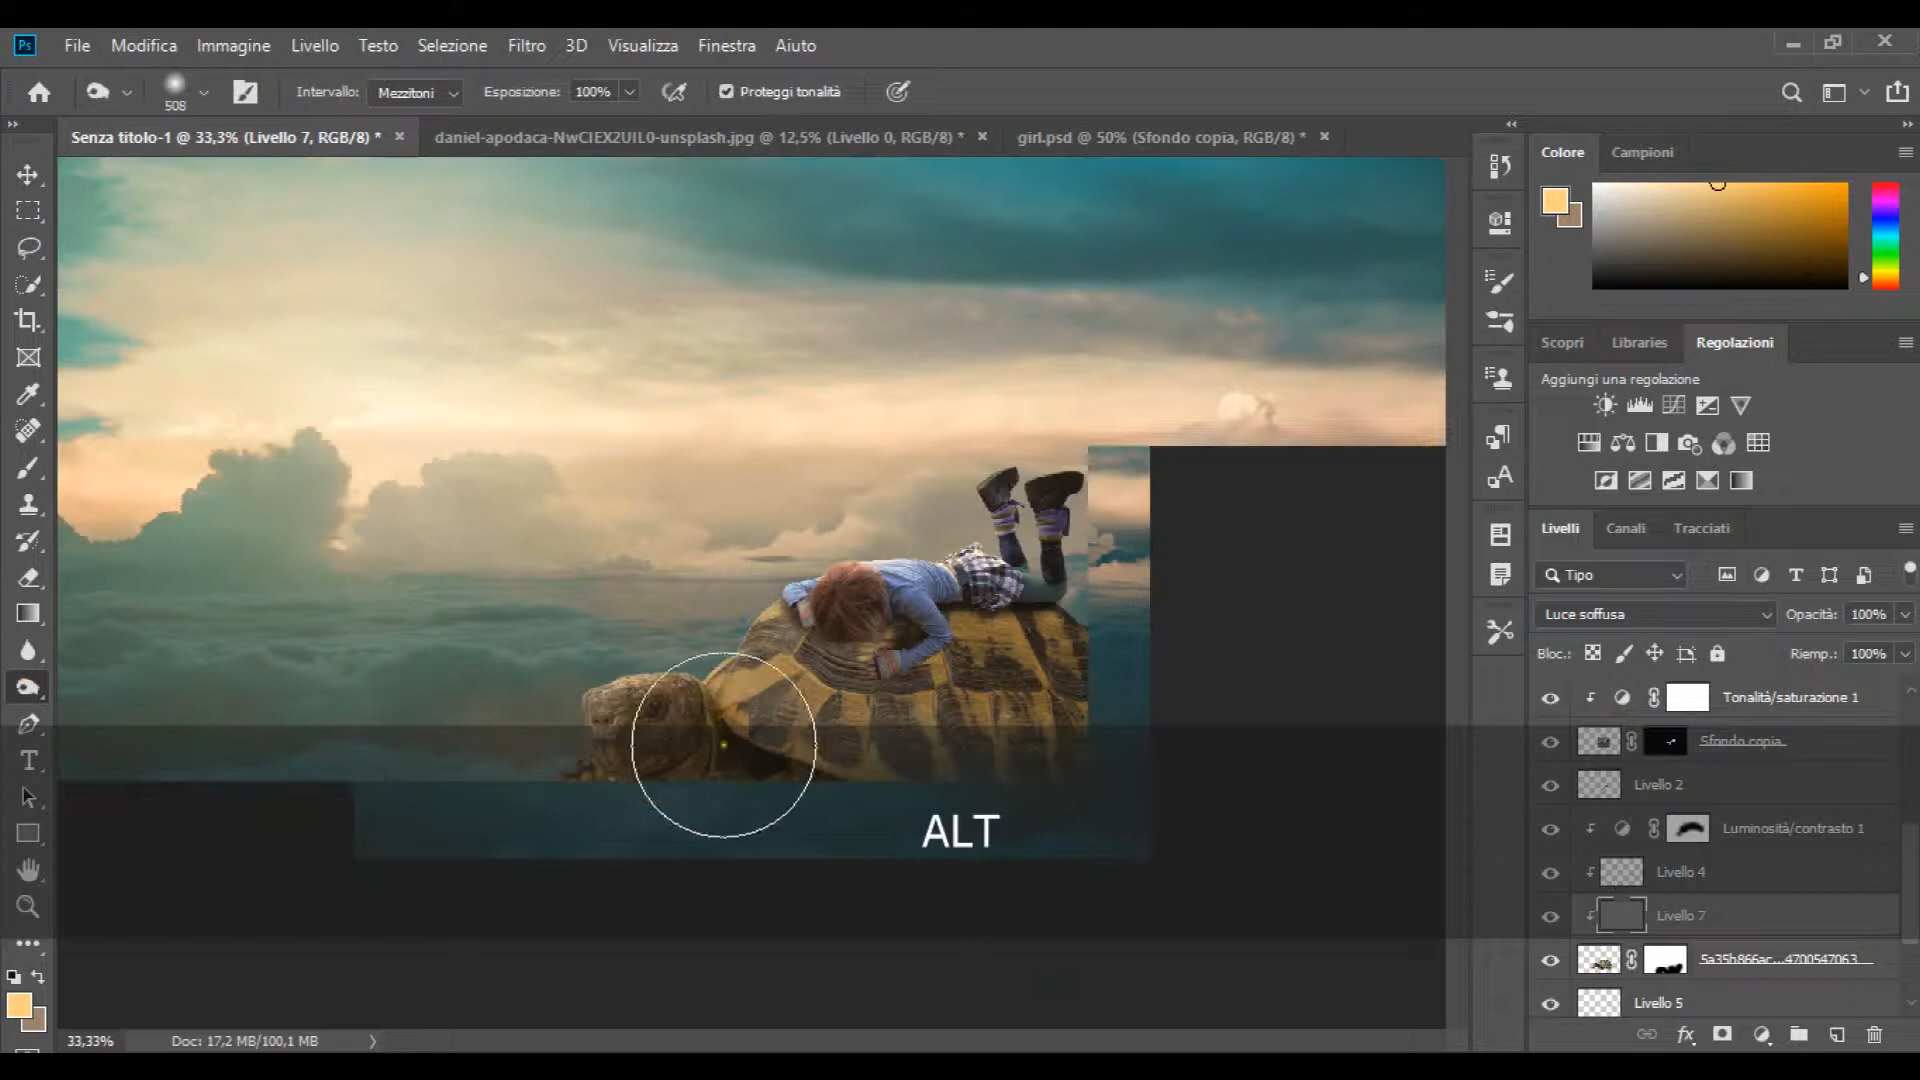 Ps File Modifica Immagine Livello Testo Selezione Filtro 3D Visualizza Finestra Aiuto
508 Intervallo: Mezzitoni Esposizione: 100% Proteggi tonalità
Senza titolo-1 @ 33,3% (Livello 7, RGB/8) * daniel-apodaca-NwCIEX2UIL0-unsplash.jpg @ 12,5% (Livello 0, RGB/8) * girl.psd @ 50% (Sfondo copia, RGB/8) *
Colore Campioni
Scopri Libraries Regolazioni
Aggiungi una regolazione
Livelli Canali Tracciati
Tipo
Luce soffusa Opacità: 100%
Bloc.: Riemp.: 100%
Tonalità/saturazione 1
Sfondo copia
Livello 2
Luminosità/contrasto 1
Livello 4
Livello 7
5a35h866ac...4700547063
Livello 5
ALT
33,33% Doc: 17,2 MB/100,1 MB